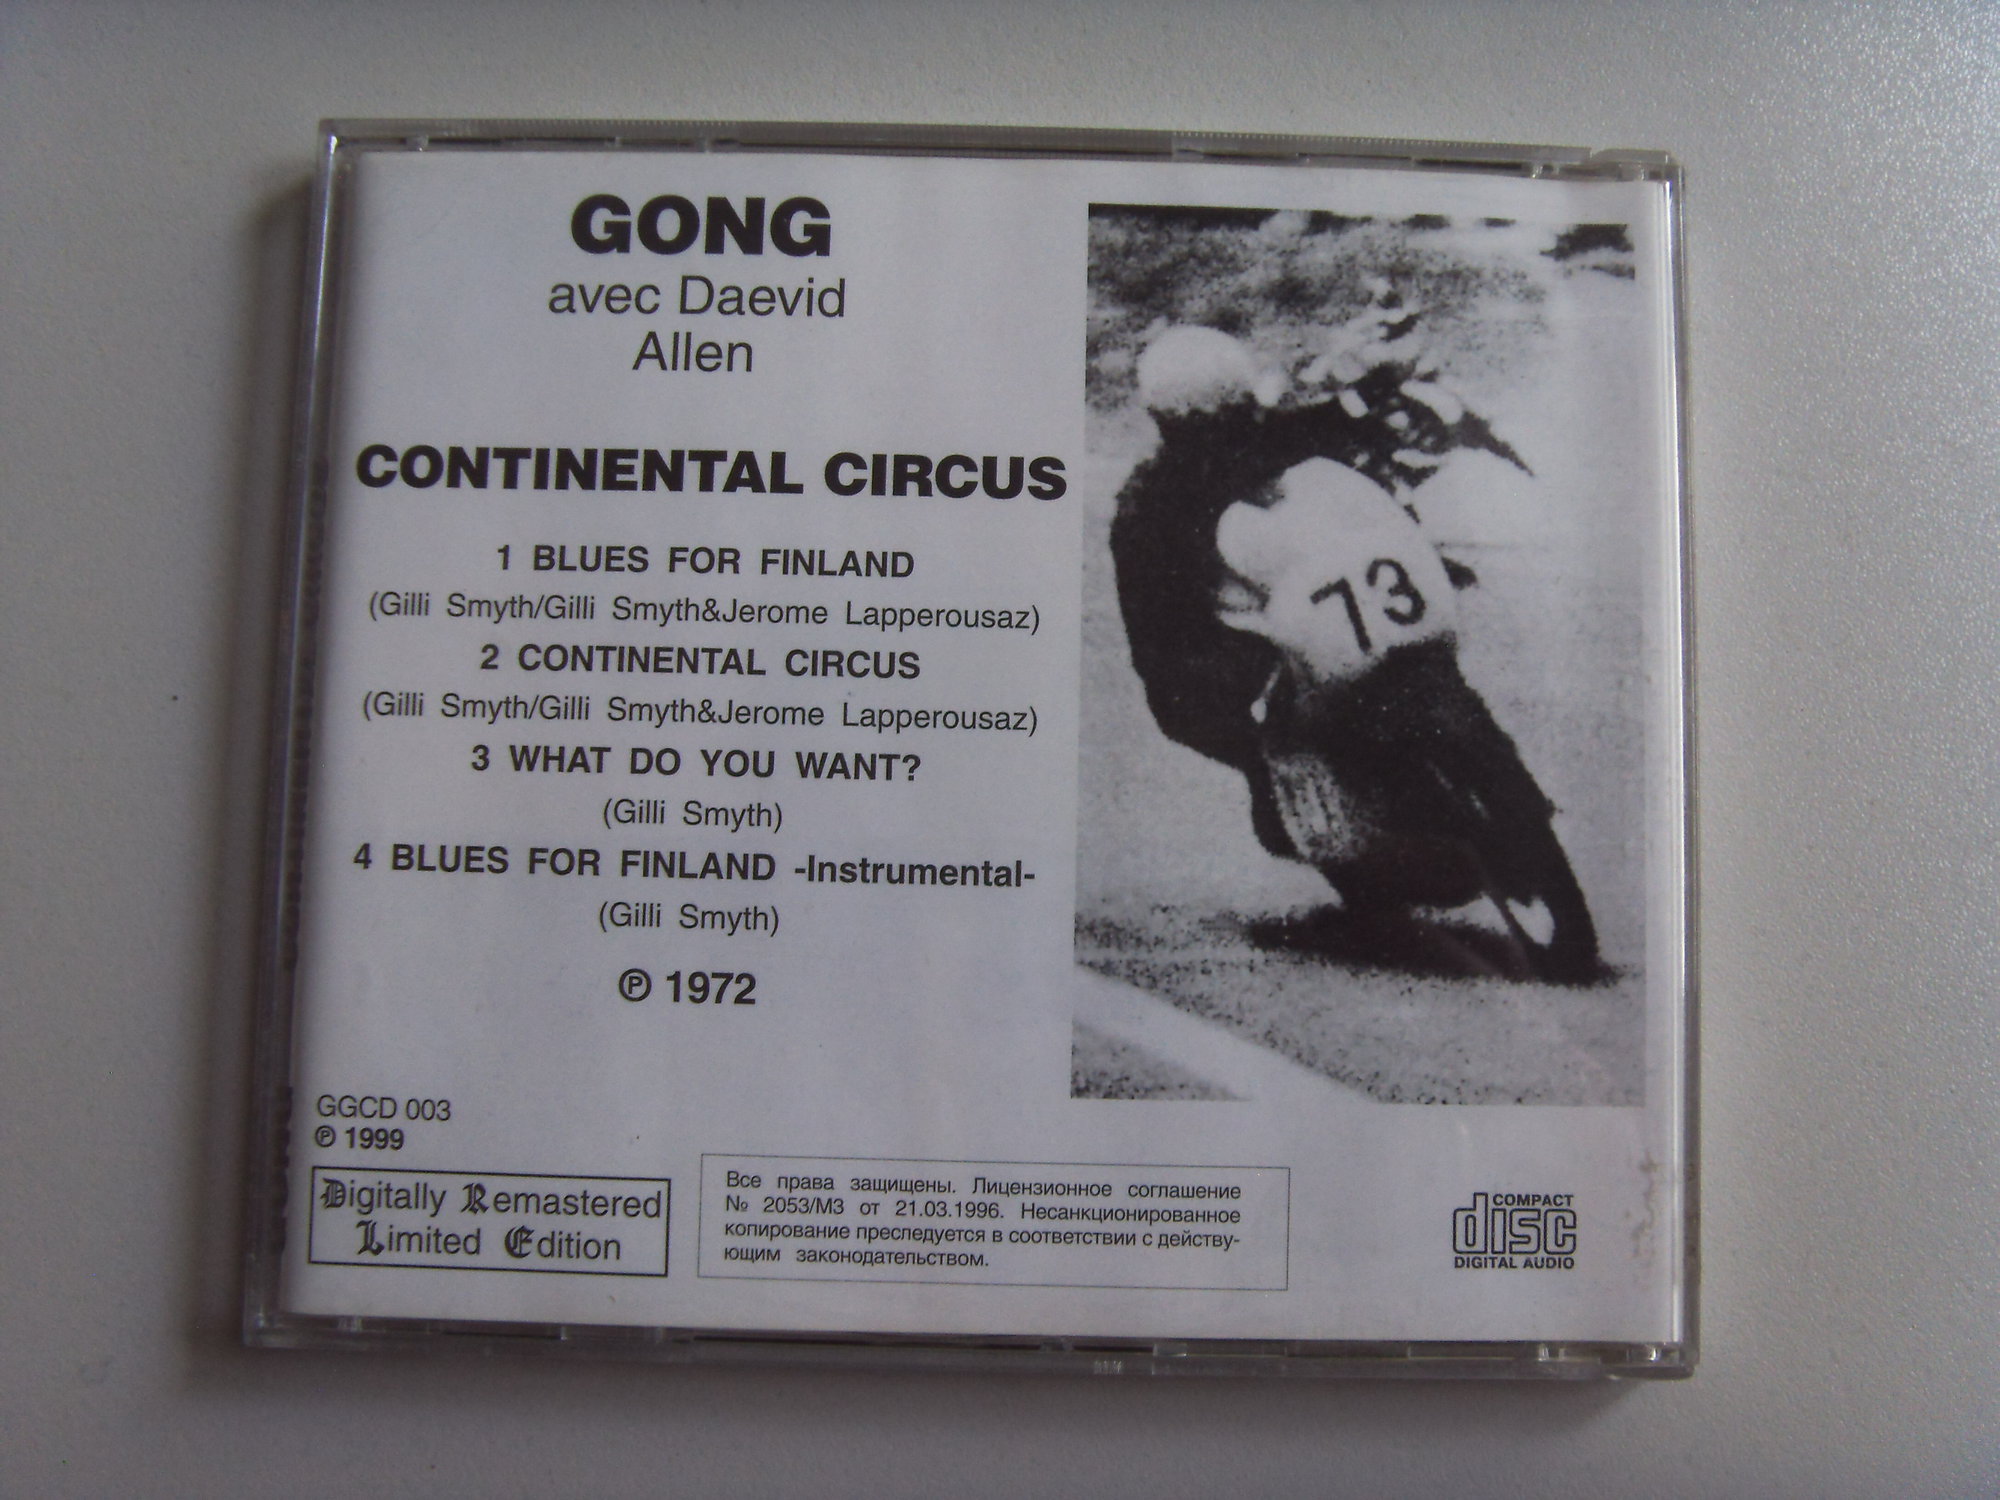 GONG
avec Daevid
Allen
CONTINENTAL CIRCUS
1 BLUES FOR FINLAND
(Gilli Smyth/Gilli Smyth&Jerome Lapperousaz)
2 CONTINENTAL CIRCUS
(Gilli Smyth/Gilli Smyth&Jerome Lapperousaz)
3 WHAT DO YOU WANT?
(Gilli Smyth)
4 BLUES FOR FINLAND -Instrumental-
(Gilli Smyth)
℗ 1972
73
GGCD 003
℗ 1999
Digitally Remastered
Limited Edition
Все права защищены. Лицензионное соглашение
№ 2053/МЗ от 21.03.1996. Несанкционированное
копирование преследуется в соответствии с действу-
ющим законодательством.
COMPACT
disc
DIGITAL AUDIO